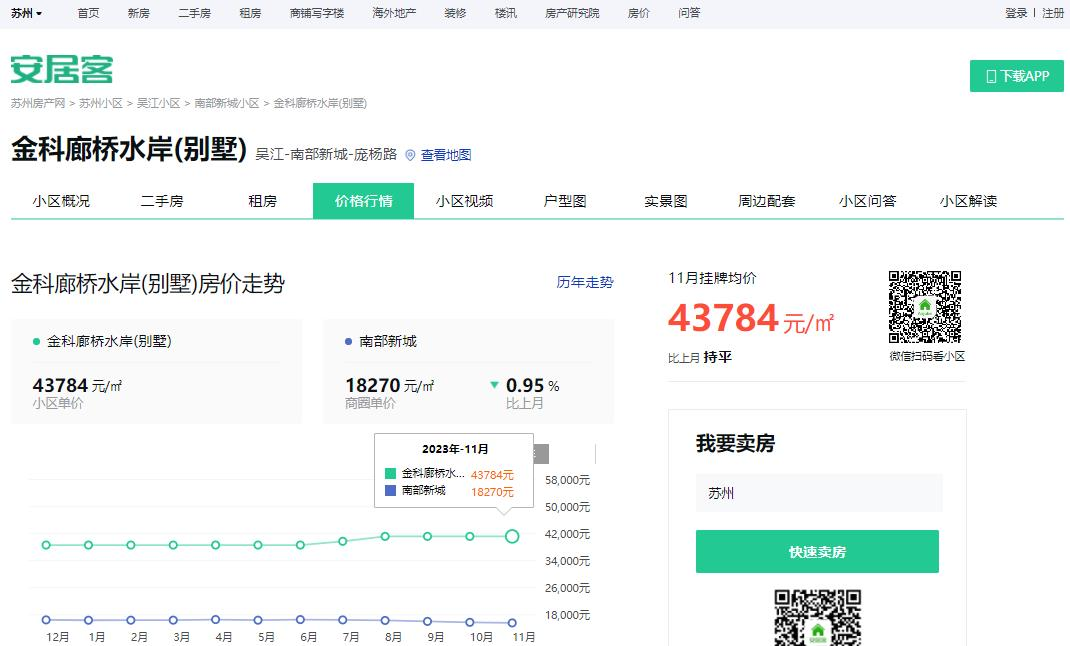 苏州 首页 新房 二手房 租房 商铺写字楼 海外地产 装修 楼讯 房产研究院 房价 问答 登录 | 注册
安居客
下载APP
苏州房产网 > 苏州小区 > 吴江小区 > 南部新城小区 > 金科廊桥水岸(别墅)
金科廊桥水岸(别墅) 吴江-南部新城-庞杨路 查看地图
小区概况 二手房 租房 价格行情 小区视频 户型图 实景图 周边配套 小区问答 小区解读
金科廊桥水岸(别墅)房价走势 历年走势
金科廊桥水岸(别墅)
43784 元/㎡
小区单价
南部新城
18270 元/㎡ 0.95 %
商圈单价 比上月
2023年-11月
金科廊桥水... 43784元
南部新城 18270元
58,000元
50,000元
42,000元
34,000元
26,000元
18,000元
12月 1月 2月 3月 4月 5月 6月 7月 8月 9月 10月 11月
11月挂牌均价
43784 元/㎡
比上月 持平
微信扫码看小区
我要卖房
苏州
快速卖房